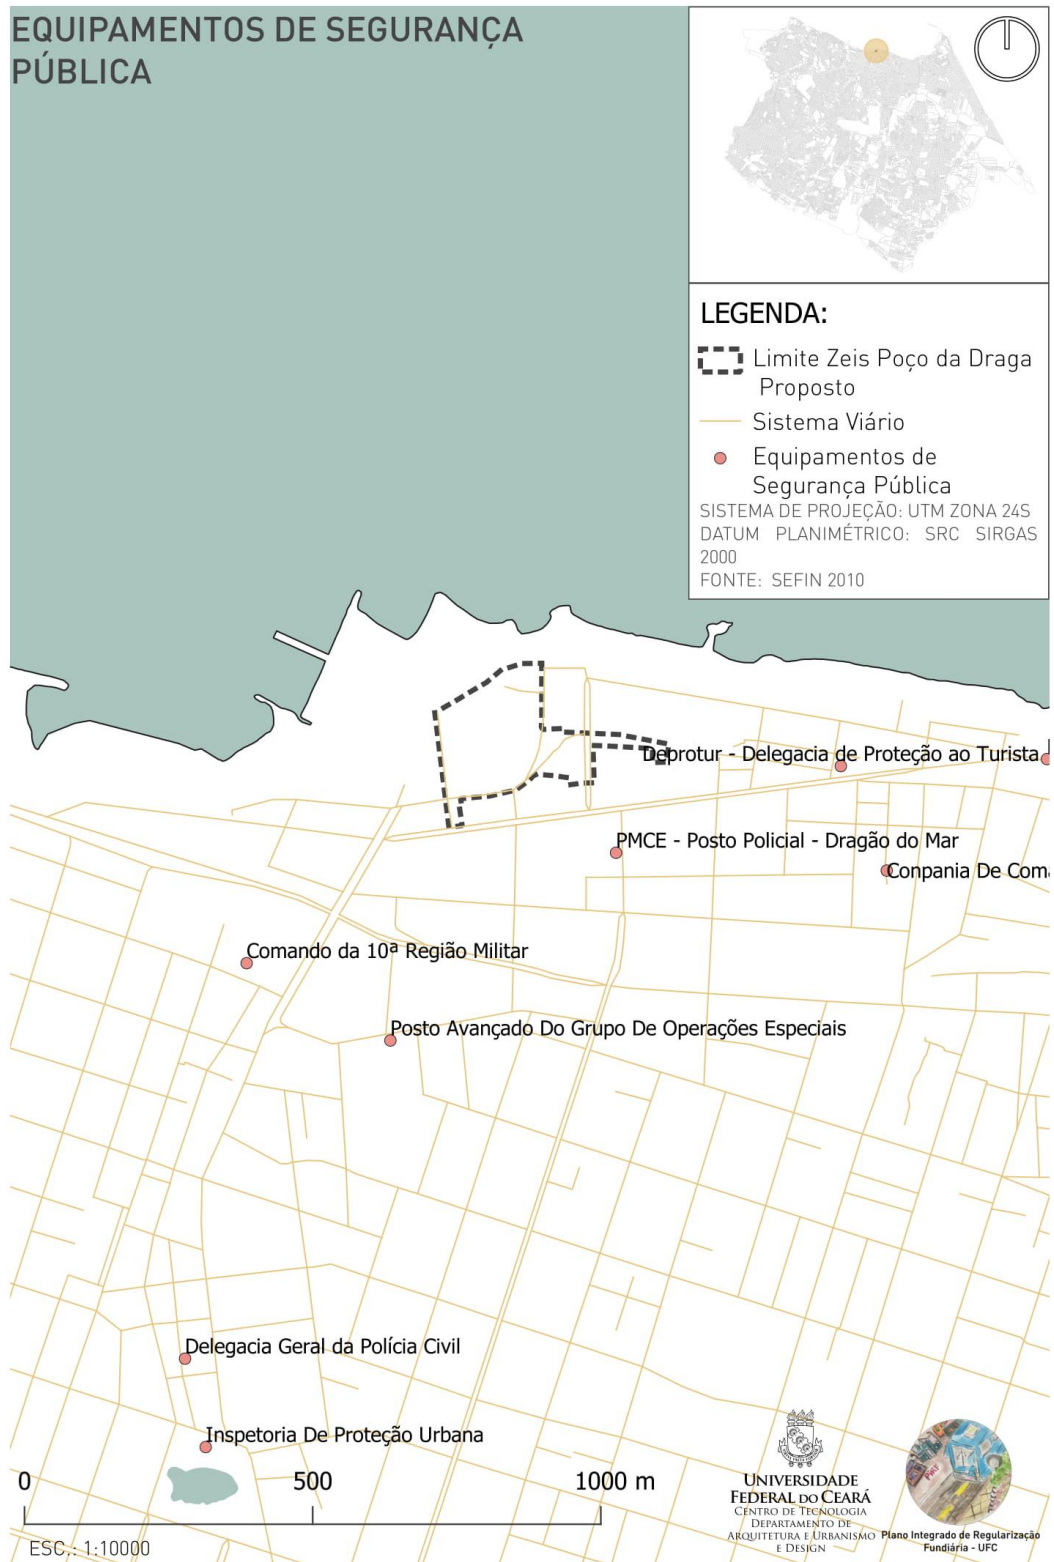 EQUIPAMENTOS DE SEGURANÇA
PÚBLICA
LEGENDA:
Limite Zeis Poço da Draga
Proposto
Sistema Viário
Equipamentos de
Segurança Pública
SISTEMA DE PROJEÇÃO: UTM ZONA 24S
DATUM PLANIMÉTRICO: SRC SIRGAS
2000
FONTE: SEFIN 2010
Deprotur - Delegacia de Proteção ao Turista
PMCE - Posto Policial - Dragão do Mar
Conpania De Com
Comando da 10ª Região Militar
Posto Avançado Do Grupo De Operações Especiais
Delegacia Geral da Polícia Civil
Inspetoria De Proteção Urbana
0 500 1000 m
ESC.: 1:10000
UNIVERSIDADE
FEDERAL DO CEARÁ
CENTRO DE TECNOLOGIA
DEPARTAMENTO DE
ARQUITETURA E URBANISMO
E DESIGN
Plano Integrado de Regularização
Fundiária - UFC